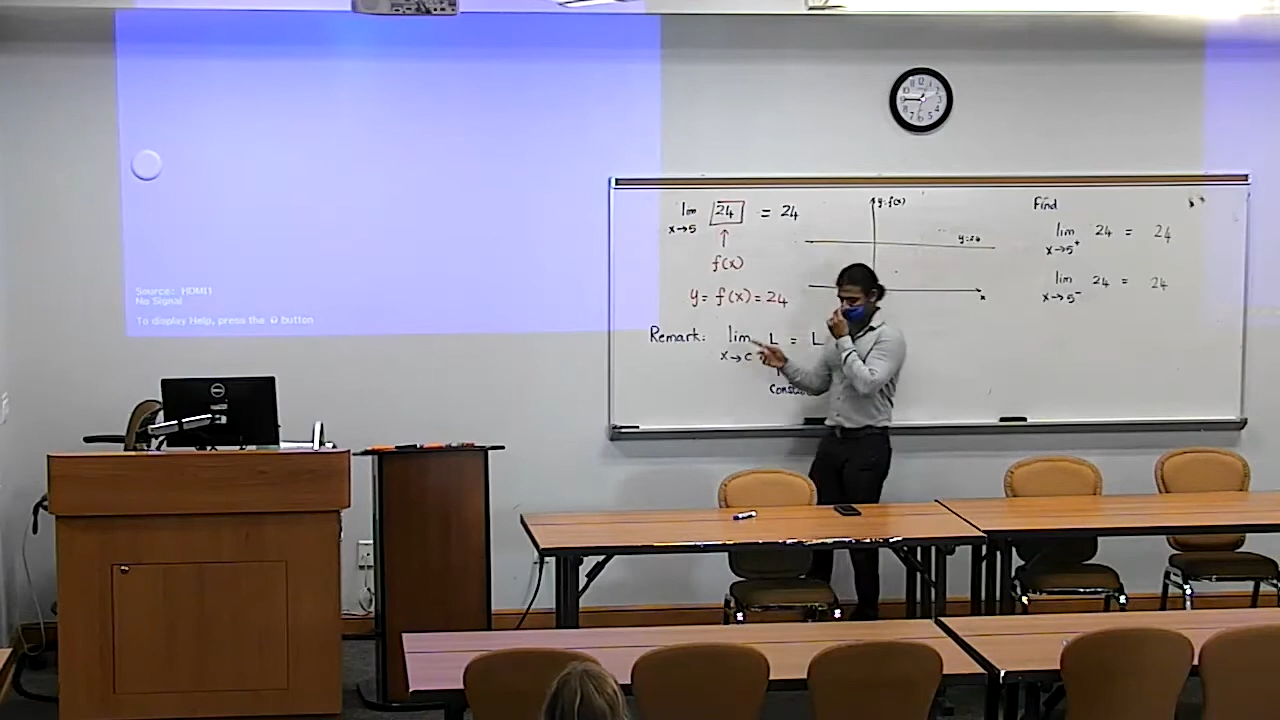 Source: HDMI1
No Signal
To display Help, press the button
lim 24 = 24
x→5
↑
f(x)
y = f(x) = 24
Remark: lim L = L
x→c
y=f(x)
y=24
x
Find
lim 24 = 24
x→5⁺
lim 24 = 24
x→5⁻
DELL